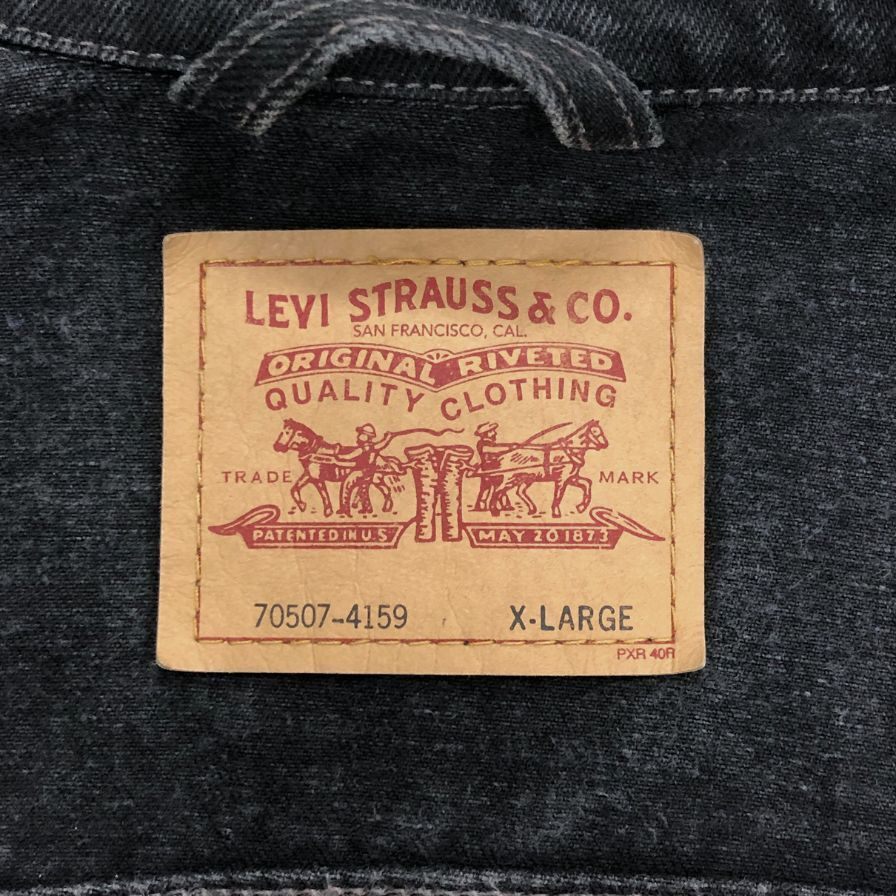 LEVI STRAUSS & CO.
SAN FRANCISCO, CAL.
ORIGINAL RIVETED
QUALITY CLOTHING
TRADE MARK
PATENTED IN U.S MAY 20 1873
70507-4159 X-LARGE
PXR 40R